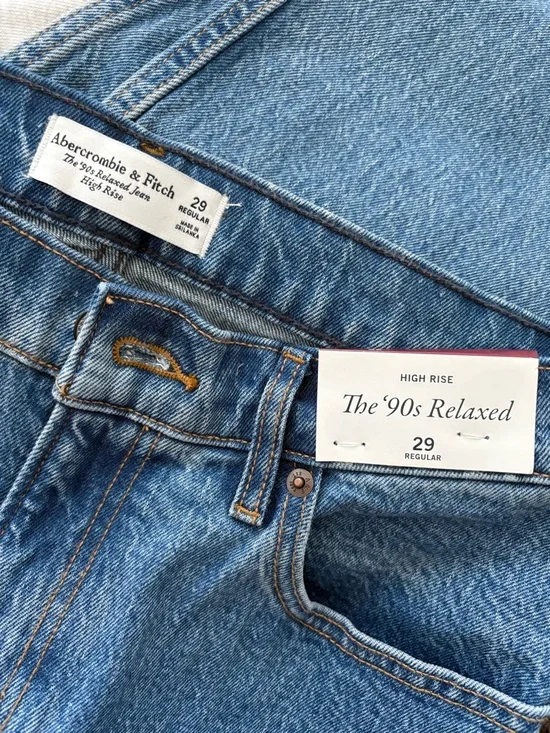 Abercrombie & Fitch
The '90s Relaxed Jean
High Rise
29
REGULAR
MADE IN
SRI LANKA
HIGH RISE
The '90s Relaxed
29
REGULAR